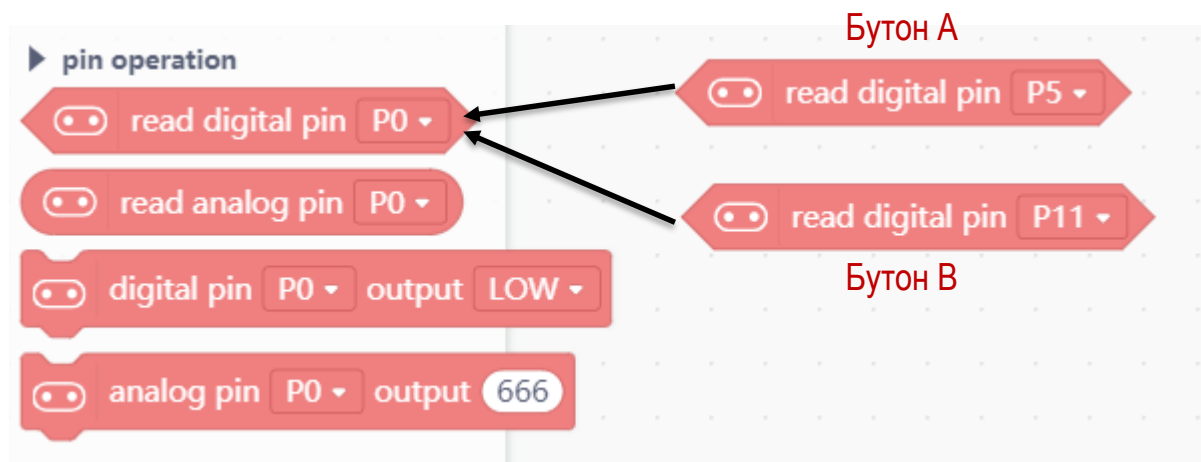 pin operation
read digital pin P0
read analog pin P0
digital pin P0 output LOW
analog pin P0 output 666
Бутон А
read digital pin P5
read digital pin P11
Бутон В